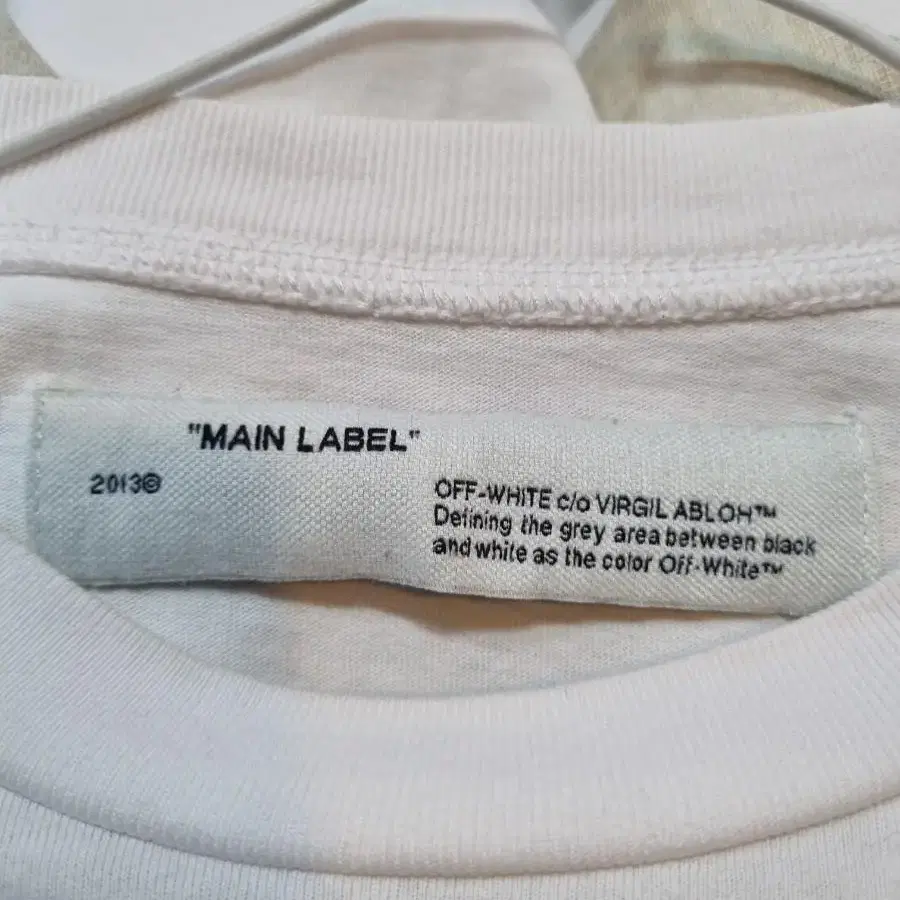 "MAIN LABEL"
2013©
OFF-WHITE c/o VIRGIL ABLOH™
Defining the grey area between black
and white as the color Off-White™